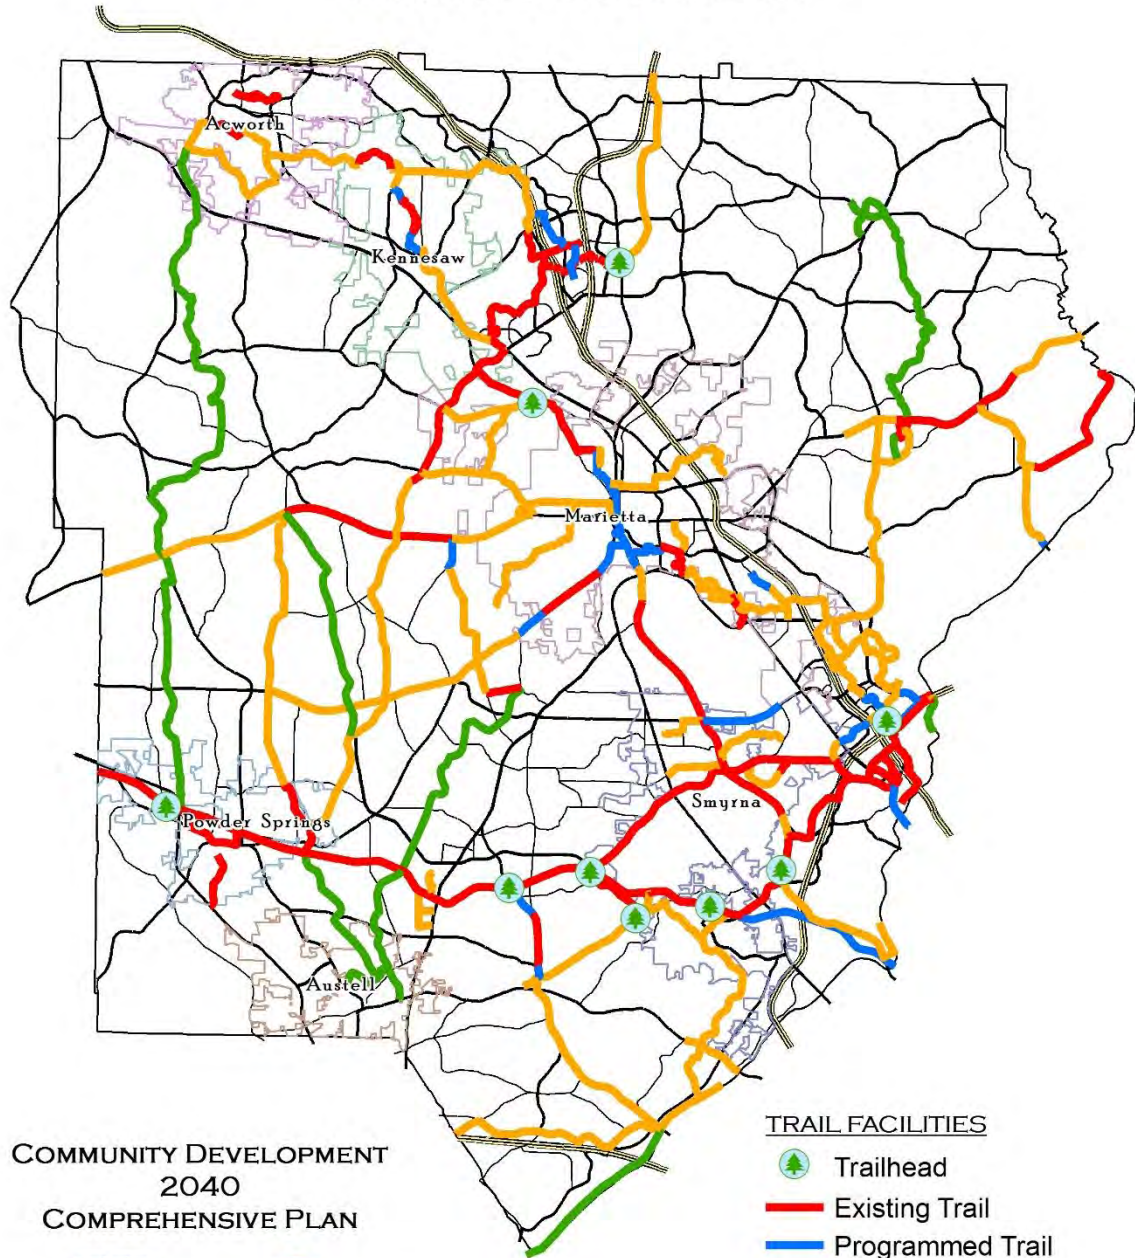 Acworth
Kennesaw
Marietta
Smyrna
Powder Springs
Austell
COMMUNITY DEVELOPMENT
2040
COMPREHENSIVE PLAN
TRAIL FACILITIES
Trailhead
Existing Trail
Programmed Trail